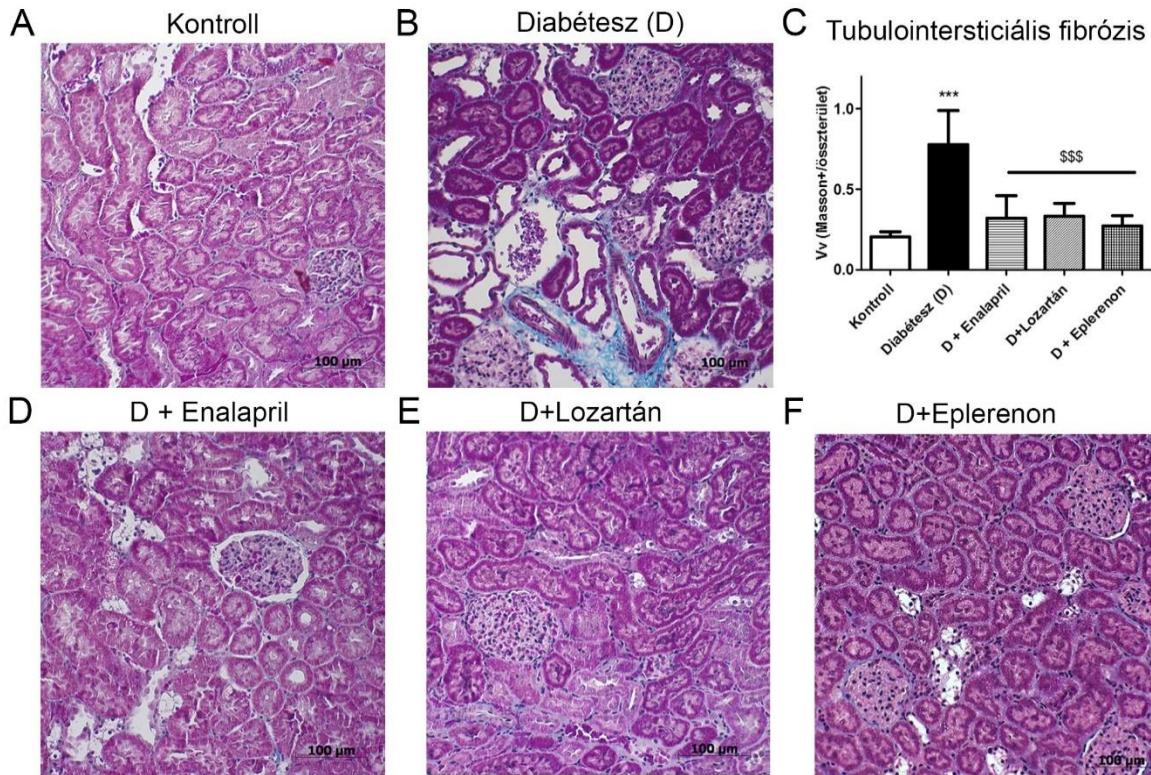 A Kontroll
100 µm
B Diabétesz (D)
100 µm
C Tubulointersticiális fibrózis
Vv (Masson+/összterület)
1.0
0.5
0.0
***
$$$
Kontroll
Diabétesz (D)
D + Enalapril
D+Lozartán
D + Eplerenon
D D + Enalapril
100 µm
E D+Lozartán
100 µm
F D+Eplerenon
100 µm